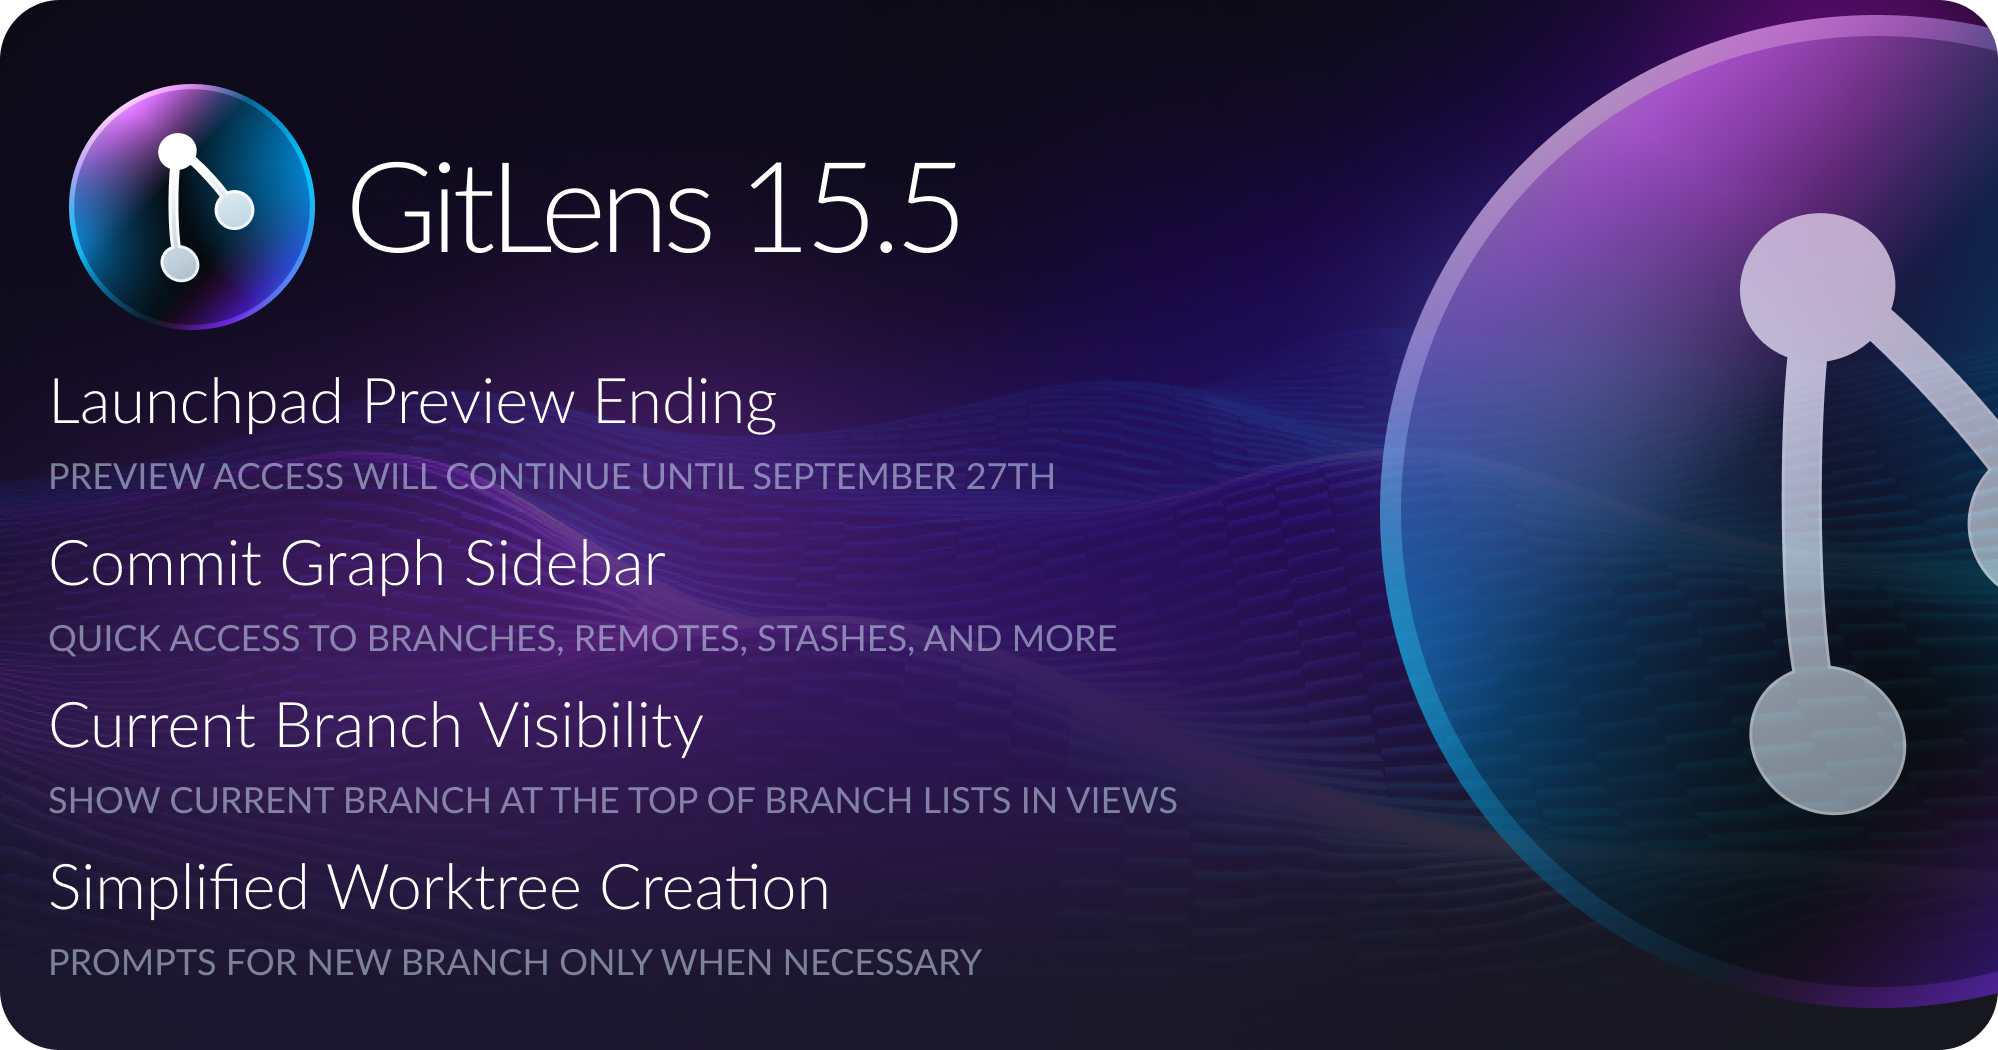 GitLens 15.5
Launchpad Preview Ending
PREVIEW ACCESS WILL CONTINUE UNTIL SEPTEMBER 27TH
Commit Graph Sidebar
QUICK ACCESS TO BRANCHES, REMOTES, STASHES, AND MORE
Current Branch Visibility
SHOW CURRENT BRANCH AT THE TOP OF BRANCH LISTS IN VIEWS
Simplified Worktree Creation
PROMPTS FOR NEW BRANCH ONLY WHEN NECESSARY